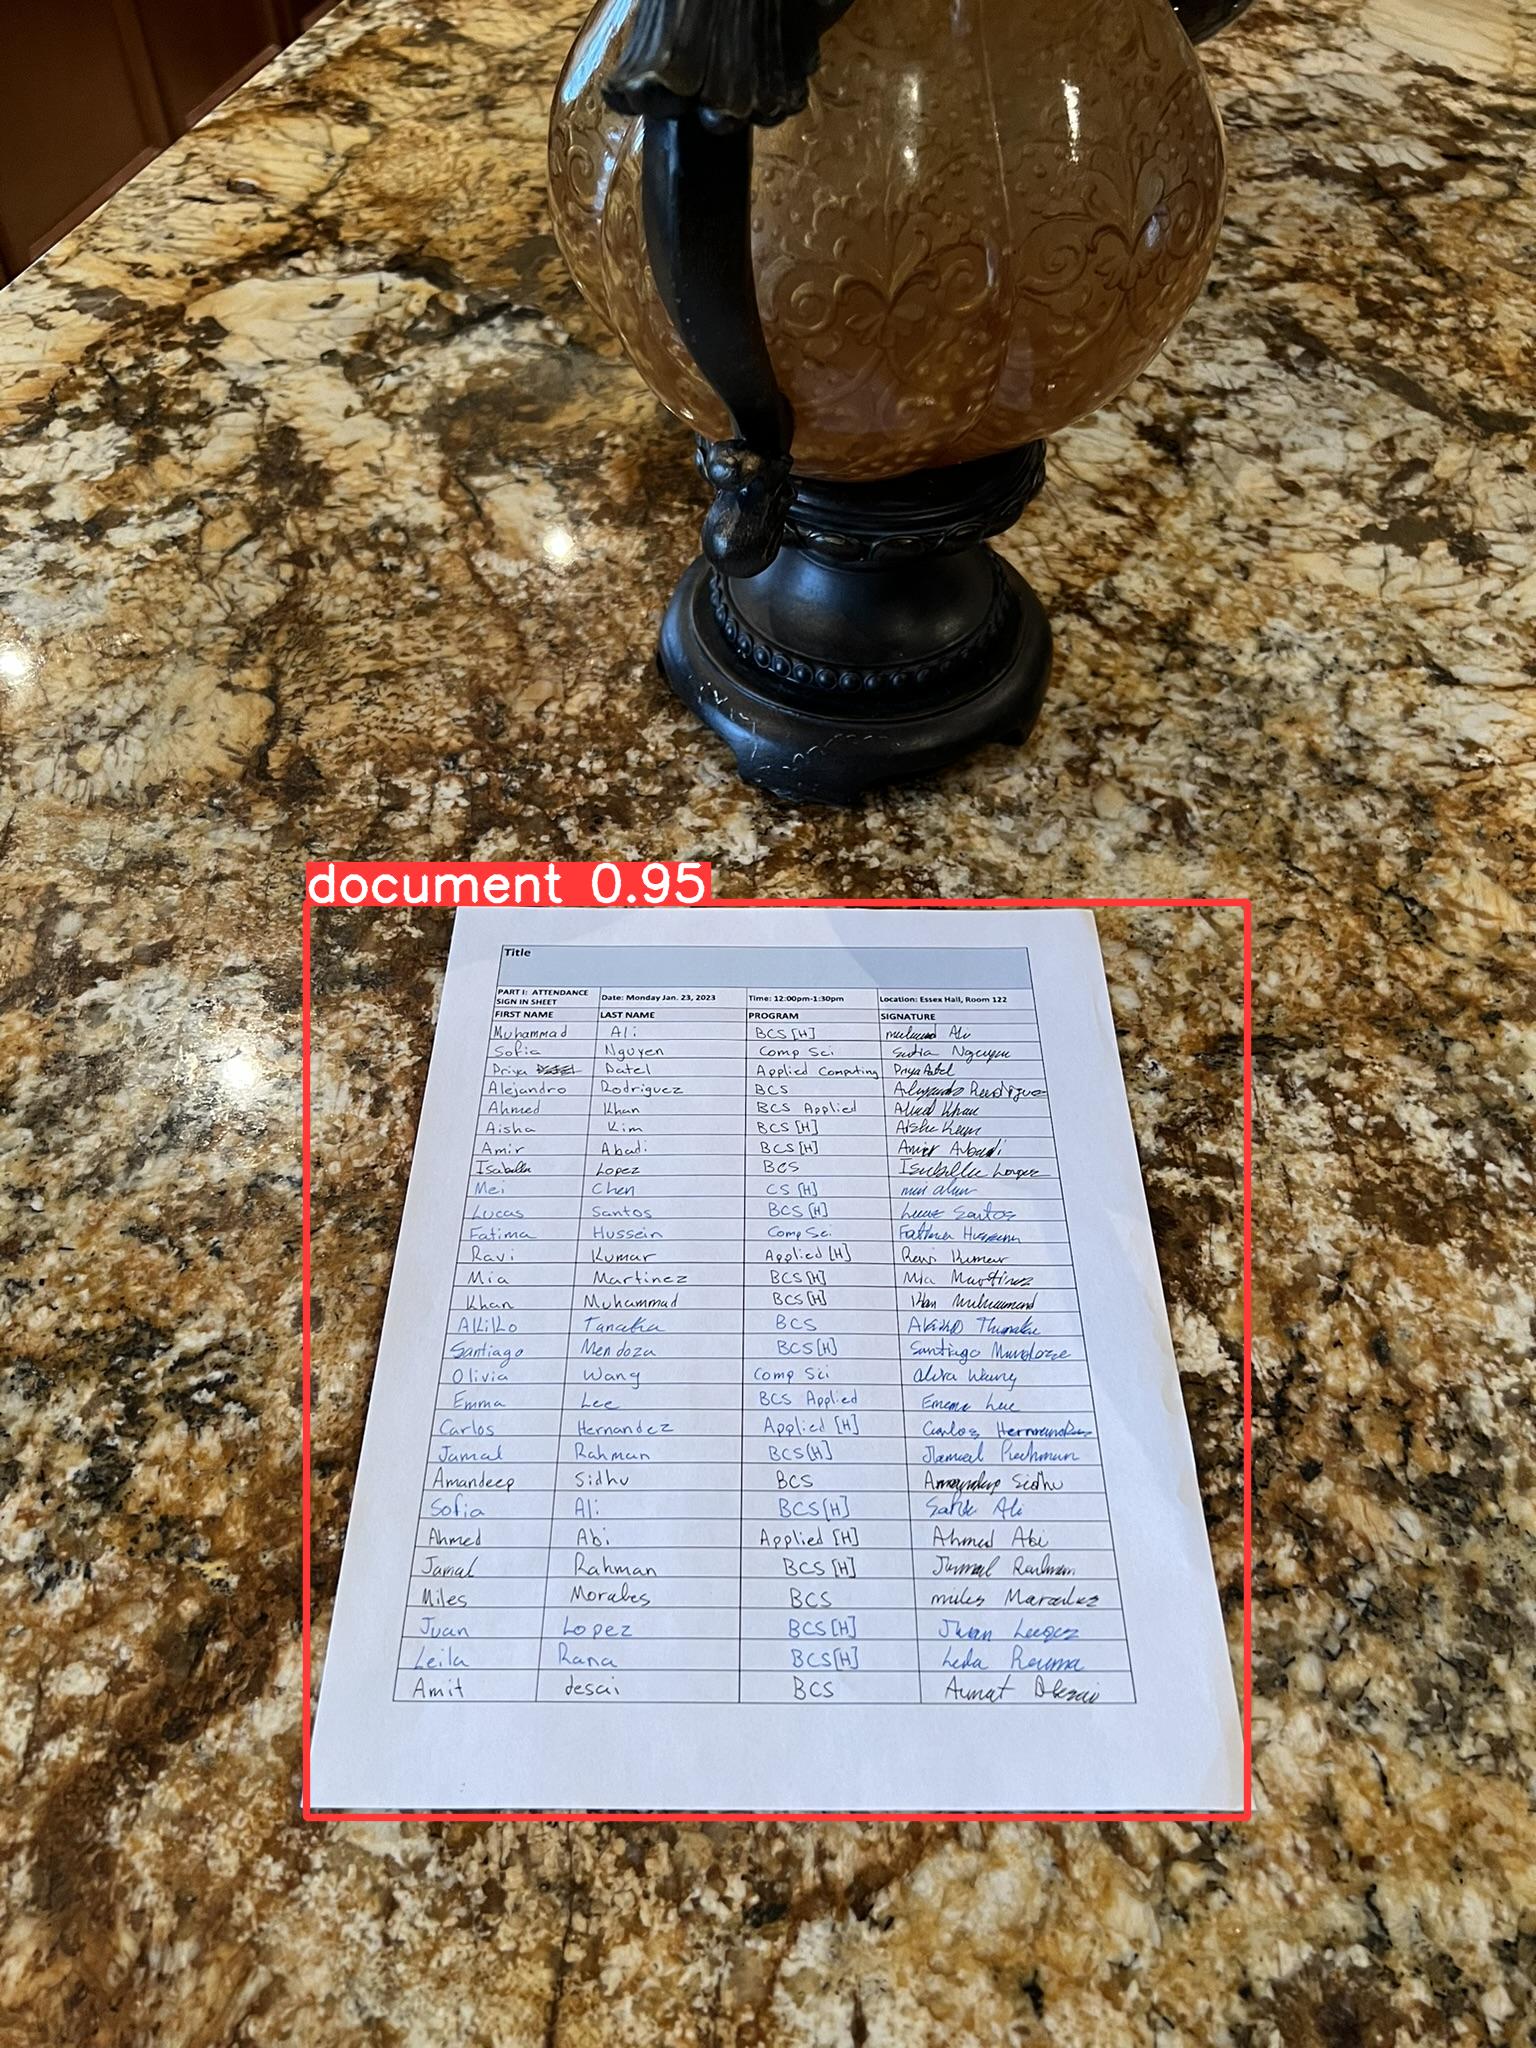 document 0.95
Title
PART I: ATTENDANCE SIGN IN SHEET Date: Monday Jan. 23, 2023 Time: 12:00pm-1:30pm Location: Essex Hall, Room 122
FIRST NAME LAST NAME PROGRAM SIGNATURE
Muhammad Ali BCS [H] Ali
Sofia Nguyen Comp Sci Sofia Nguyen
Priya Patel Applied Computing Priya Patel
Alejandro Rodriguez BCS Alejandro Rodriguez
Ahmed Khan BCS Applied Ahmed Khan
Aisha Kim BCS [H] Aisha Kim
Amir Abadi BCS [H] Amir Abadi
Isabella Lopez BCS Isabella Lopez
Mei Chen CS [H] mei chen
Lucas Santos BCS [H] Lucas Santos
Fatima Hussein Comp Sci Fathima Hussein
Ravi Kumar Applied [H] Ravi Kumar
Mia Martinez BCS [H] Mia Martinez
Khan Muhammad BCS [H] Khan Muhammad
Akiko Tanaka BCS Akiko Tanaka
Santiago Mendoza BCS [H] Santiago Mendoza
Olivia Wang Comp Sci Olivia Wang
Emma Lee BCS Applied Emma Lee
Carlos Hernandez Applied [H] Carlos Hernandez
Jamal Rahman BCS [H] Jamal Rahman
Amandeep Sidhu BCS Amandeep Sidhu
Sofia Ali BCS [H] Ali
Ahmed Abi Applied [H] Ahmed Abi
Jamal Rahman BCS [H] Jamal Rahman
Miles Morales BCS miles Morales
Juan Lopez BCS [H] Juan Lopez
Leila Rana BCS [H] Leila
Amit desai BCS Desai